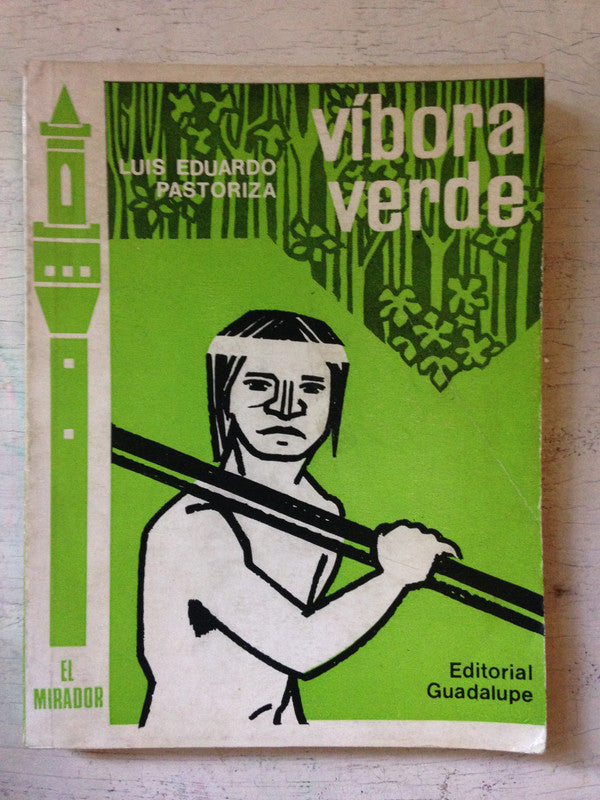 víbora
verde
LUIS EDUARDO
PASTORIZA
EL
MIRADOR
Editorial
Guadalupe